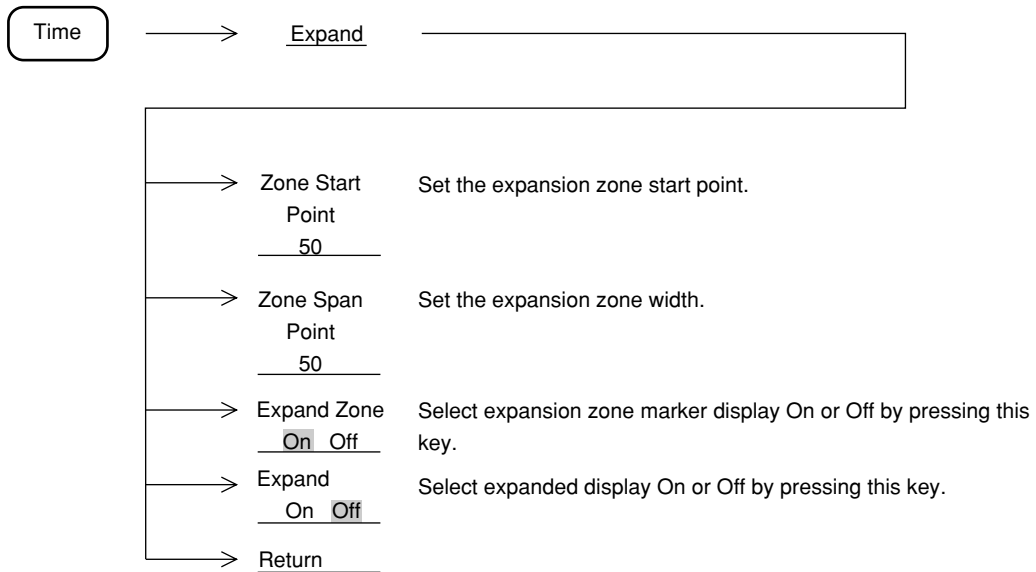 Time
Expand
Zone Start
Point
50
Set the expansion zone start point.
Zone Span
Point
50
Set the expansion zone width.
Expand Zone
On Off
Select expansion zone marker display On or Off by pressing this
key.
Expand
On Off
Select expanded display On or Off by pressing this key.
Return